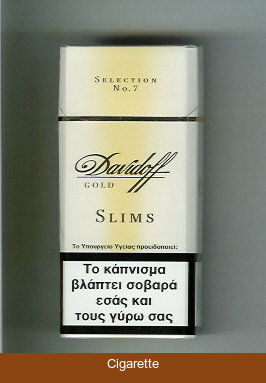 SELECTION
No. 7
Davidoff
GOLD
SLIMS
Το Υπουργείο Υγείας προειδοποιεί:
Το κάπνισμα
βλάπτει σοβαρά
εσάς και
τους γύρω σας
Cigarette